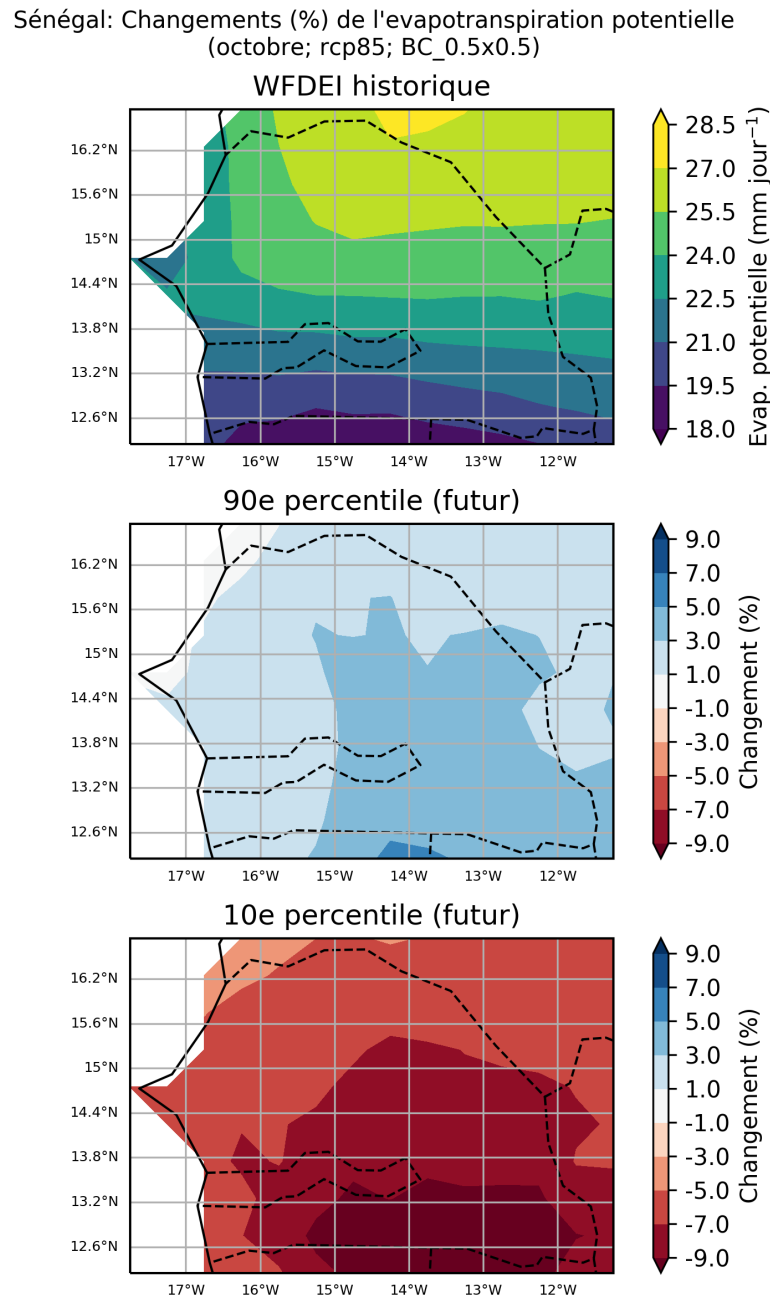 Sénégal: Changements (%) de l'evapotranspiration potentielle
(octobre; rcp85; BC_0.5x0.5)
WFDEI historique
16.2°N
15.6°N
15°N
14.4°N
13.8°N
13.2°N
12.6°N
17°W 16°W 15°W 14°W 13°W 12°W
28.5
27.0
25.5
24.0
22.5
21.0
19.5
18.0
Evap. potentielle (mm jour⁻¹)
90e percentile (futur)
16.2°N
15.6°N
15°N
14.4°N
13.8°N
13.2°N
12.6°N
17°W 16°W 15°W 14°W 13°W 12°W
9.0
7.0
5.0
3.0
1.0
-1.0
-3.0
-5.0
-7.0
-9.0
Changement (%)
10e percentile (futur)
16.2°N
15.6°N
15°N
14.4°N
13.8°N
13.2°N
12.6°N
17°W 16°W 15°W 14°W 13°W 12°W
9.0
7.0
5.0
3.0
1.0
-1.0
-3.0
-5.0
-7.0
-9.0
Changement (%)